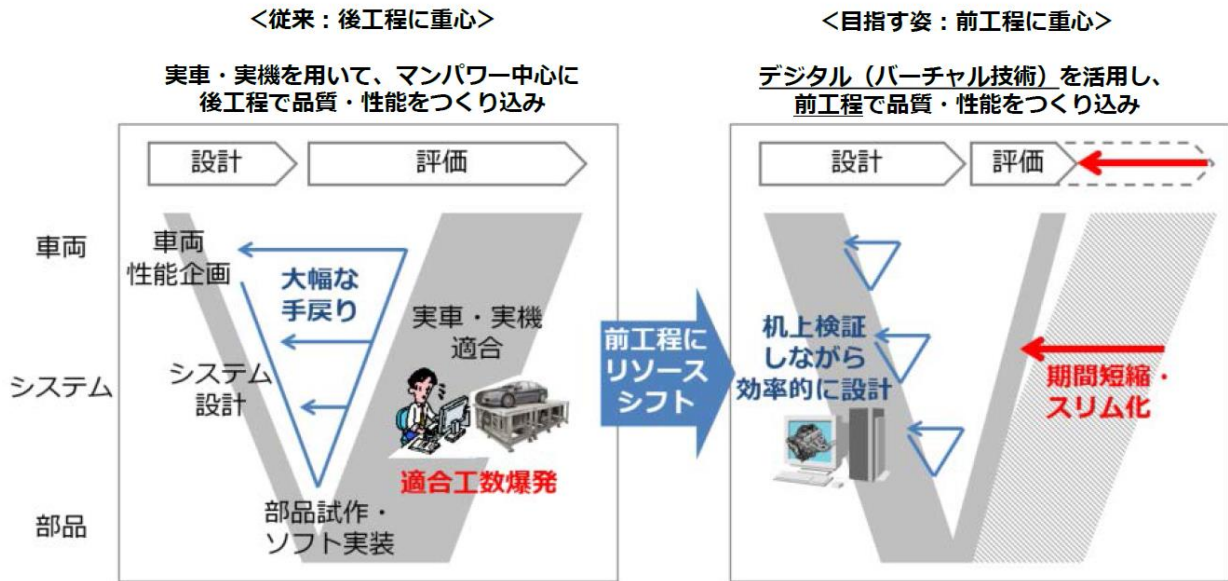 <従来：後工程に重心>
実車・実機を用いて、マンパワー中心に
後工程で品質・性能をつくり込み
設計
評価
車両
システム
部品
車両
性能企画
大幅な
手戻り
システム
設計
実車・実機
適合
適合工数爆発
部品試作・
ソフト実装
前工程に
リソース
シフト
<目指す姿：前工程に重心>
デジタル（バーチャル技術）を活用し、
前工程で品質・性能をつくり込み
設計
評価
机上検証
しながら
効率的に設計
期間短縮・
スリム化